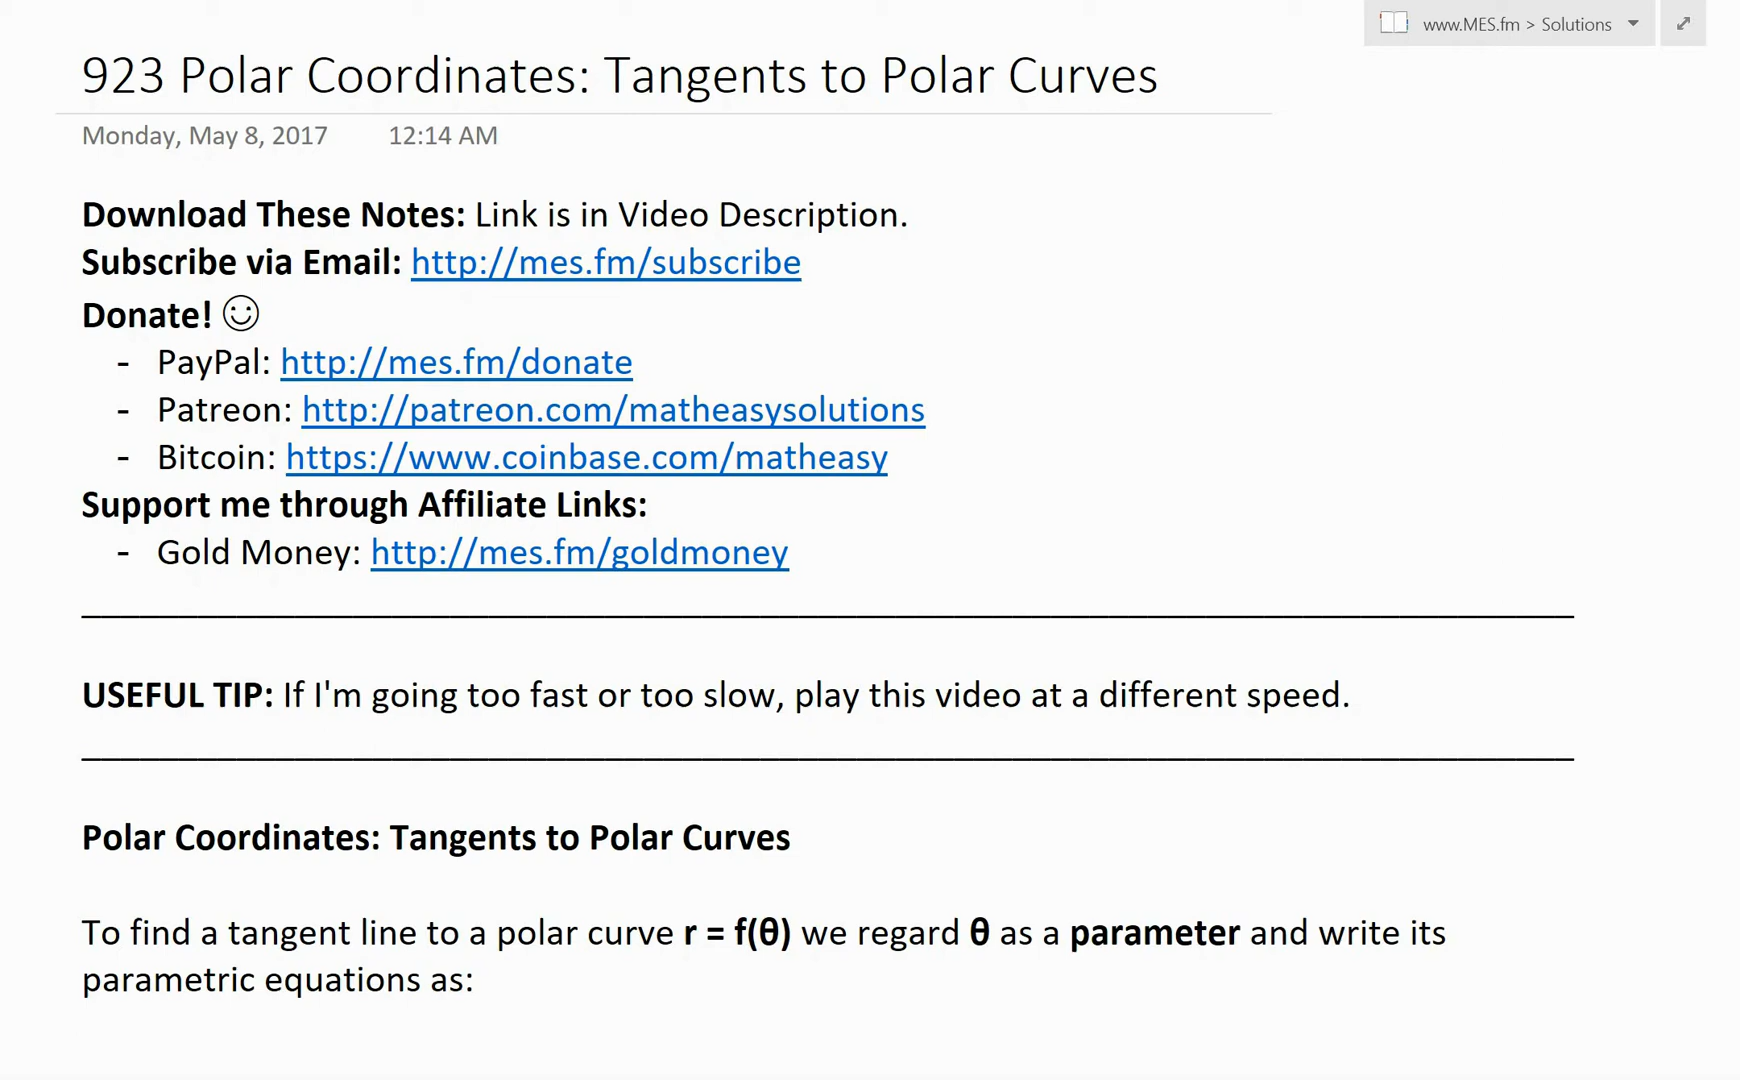 www.MES.fm > Solutions
923 Polar Coordinates: Tangents to Polar Curves
Monday, May 8, 2017 12:14 AM
Download These Notes: Link is in Video Description.
Subscribe via Email: http://mes.fm/subscribe
Donate! ☺
- PayPal: http://mes.fm/donate
- Patreon: http://patreon.com/matheasysolutions
- Bitcoin: https://www.coinbase.com/matheasy
Support me through Affiliate Links:
- Gold Money: http://mes.fm/goldmoney
USEFUL TIP: If I'm going too fast or too slow, play this video at a different speed.
Polar Coordinates: Tangents to Polar Curves
To find a tangent line to a polar curve r = f(θ) we regard θ as a parameter and write its
parametric equations as: